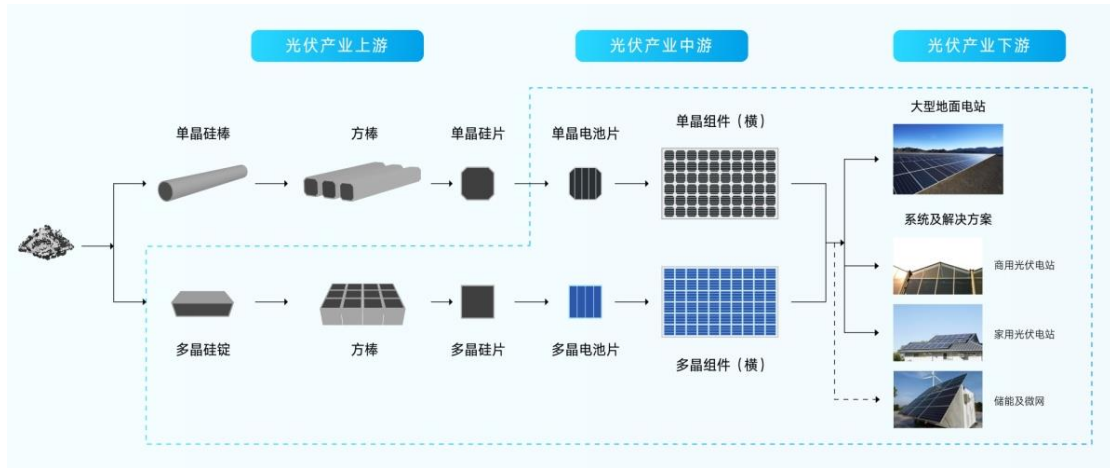 光伏产业上游
光伏产业中游
光伏产业下游
大型地面电站
单晶硅棒
方棒
单晶硅片
单晶电池片
单晶组件（横）
系统及解决方案
商用光伏电站
家用光伏电站
多晶硅锭
方棒
多晶硅片
多晶电池片
多晶组件（横）
储能及微网